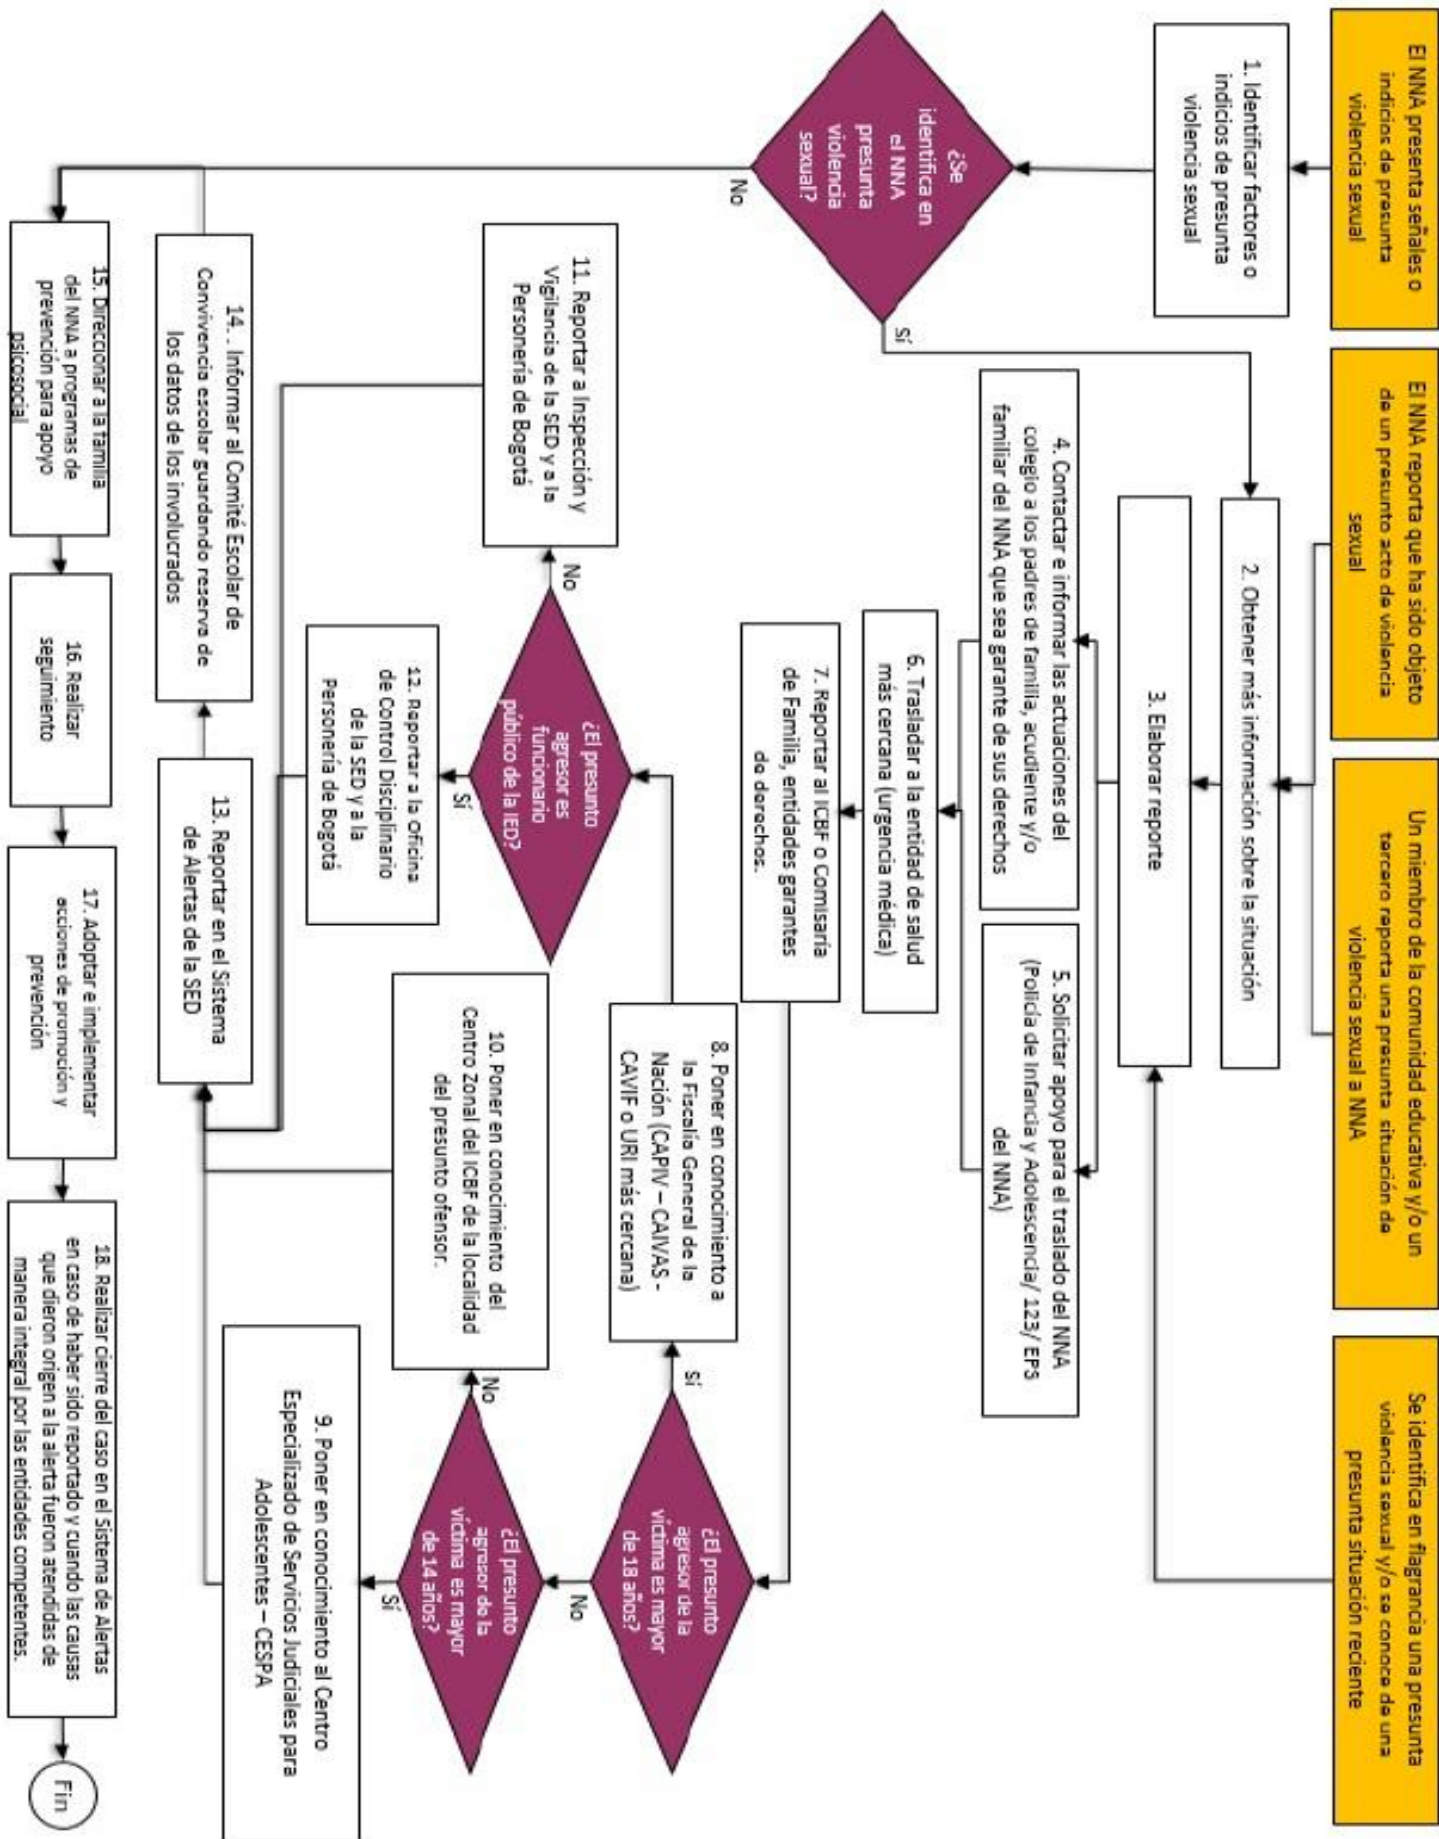 El NNA presenta señales o
indicios de presunta
violencia sexual
El NNA reporta que ha sido objeto
de un presunto acto de violencia
sexual
Un miembro de la comunidad educativa y/o un
tercero reporta una presunta situación de
violencia sexual a NNA
Se identifica en flagrancia una presunta
violencia sexual y/o se conoce de una
presunta situación reciente
1. Identificar factores o
indicios de presunta
violencia sexual
2. Obtener más información sobre la situación
3. Elaborar reporte
¿Se
identifica en
el NNA
presunta
violencia
sexual?
Sí
No
4. Contactar e informar las actuaciones del
colegio a los padres de familia, acudiente y/o
familiar del NNA que sea garante de sus derechos
5. Solicitar apoyo para el traslado del NNA
(Policía de Infancia y Adolescencia/ 123/ EPS
del NNA)
6. Trasladar a la entidad de salud
más cercana (urgencia médica)
7. Reportar al ICBF o Comisaría
de Familia, entidades garantes
de derechos.
¿El presunto
agresor de la
víctima es mayor
de 18 años?
Sí
No
8. Poner en conocimiento a
la Fiscalía General de la
Nación (CAPIV – CAIVAS -
CAVIF o URI más cercana)
¿El presunto
agresor de la
víctima es mayor
de 14 años?
No
Sí
¿El presunto
agresor es
funcionario
público de la IED?
No
Sí
11. Reportar a Inspección y
Vigilancia de la SED y a la
Personería de Bogotá
12. Reportar a la Oficina
de Control Disciplinario
de la SED y a la
Personería de Bogotá
10. Poner en conocimiento del
Centro Zonal del ICBF de la localidad
del presunto ofensor.
9. Poner en conocimiento al Centro
Especializado de Servicios Judiciales para
Adolescentes – CESPA
14. . Informar al Comité Escolar de
Convivencia escolar guardando reserva de
los datos de los involucrados
13. Reportar en el Sistema
de Alertas de la SED
15. Direccionar a la familia
del NNA a programas de
prevención para apoyo
psicosocial
16. Realizar
seguimiento
17. Adoptar e implementar
acciones de promoción y
prevención
18. Realizar cierre del caso en el Sistema de Alertas
en caso de haber sido reportado y cuando las causas
que dieron origen a la alerta fueron atendidas de
manera integral por las entidades competentes.
Fin